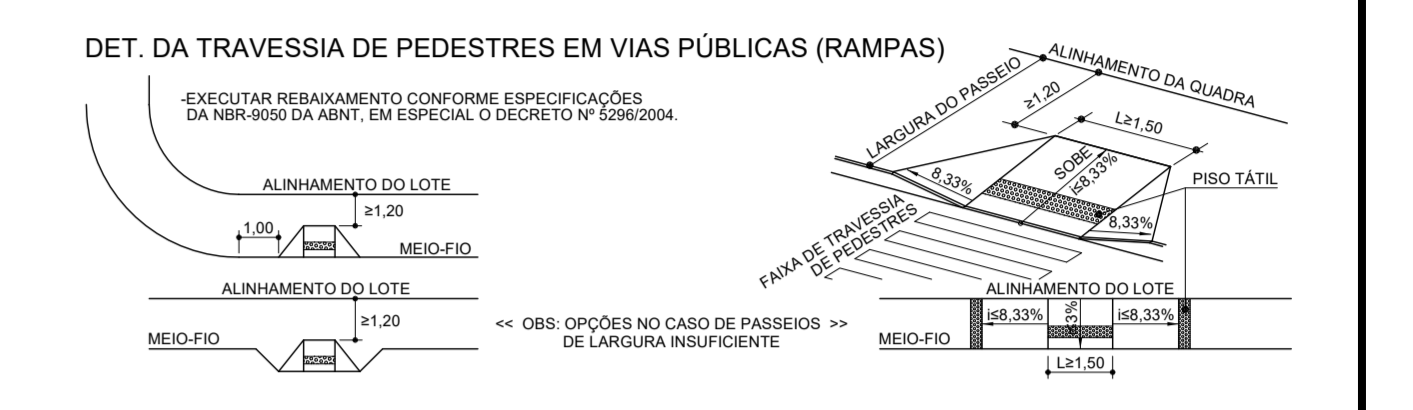 DET. DA TRAVESSIA DE PEDESTRES EM VIAS PÚBLICAS (RAMPAS)
-EXECUTAR REBAIXAMENTO CONFORME ESPECIFICAÇÕES
DA NBR-9050 DA ABNT, EM ESPECIAL O DECRETO Nº 5296/2004.
ALINHAMENTO DO LOTE
≥1,20
1,00
MEIO-FIO
ALINHAMENTO DO LOTE
≥1,20
MEIO-FIO
<< OBS: OPÇÕES NO CASO DE PASSEIOS >>
DE LARGURA INSUFICIENTE
ALINHAMENTO DA QUADRA
LARGURA DO PASSEIO
≥1,20
L≥1,50
SOBE
i≤8,33%
8,33%
8,33%
PISO TÁTIL
FAIXA DE TRAVESSIA
DE PEDESTRES
ALINHAMENTO DO LOTE
i≤8,33%
≤3%
i≤8,33%
MEIO-FIO
L≥1,50